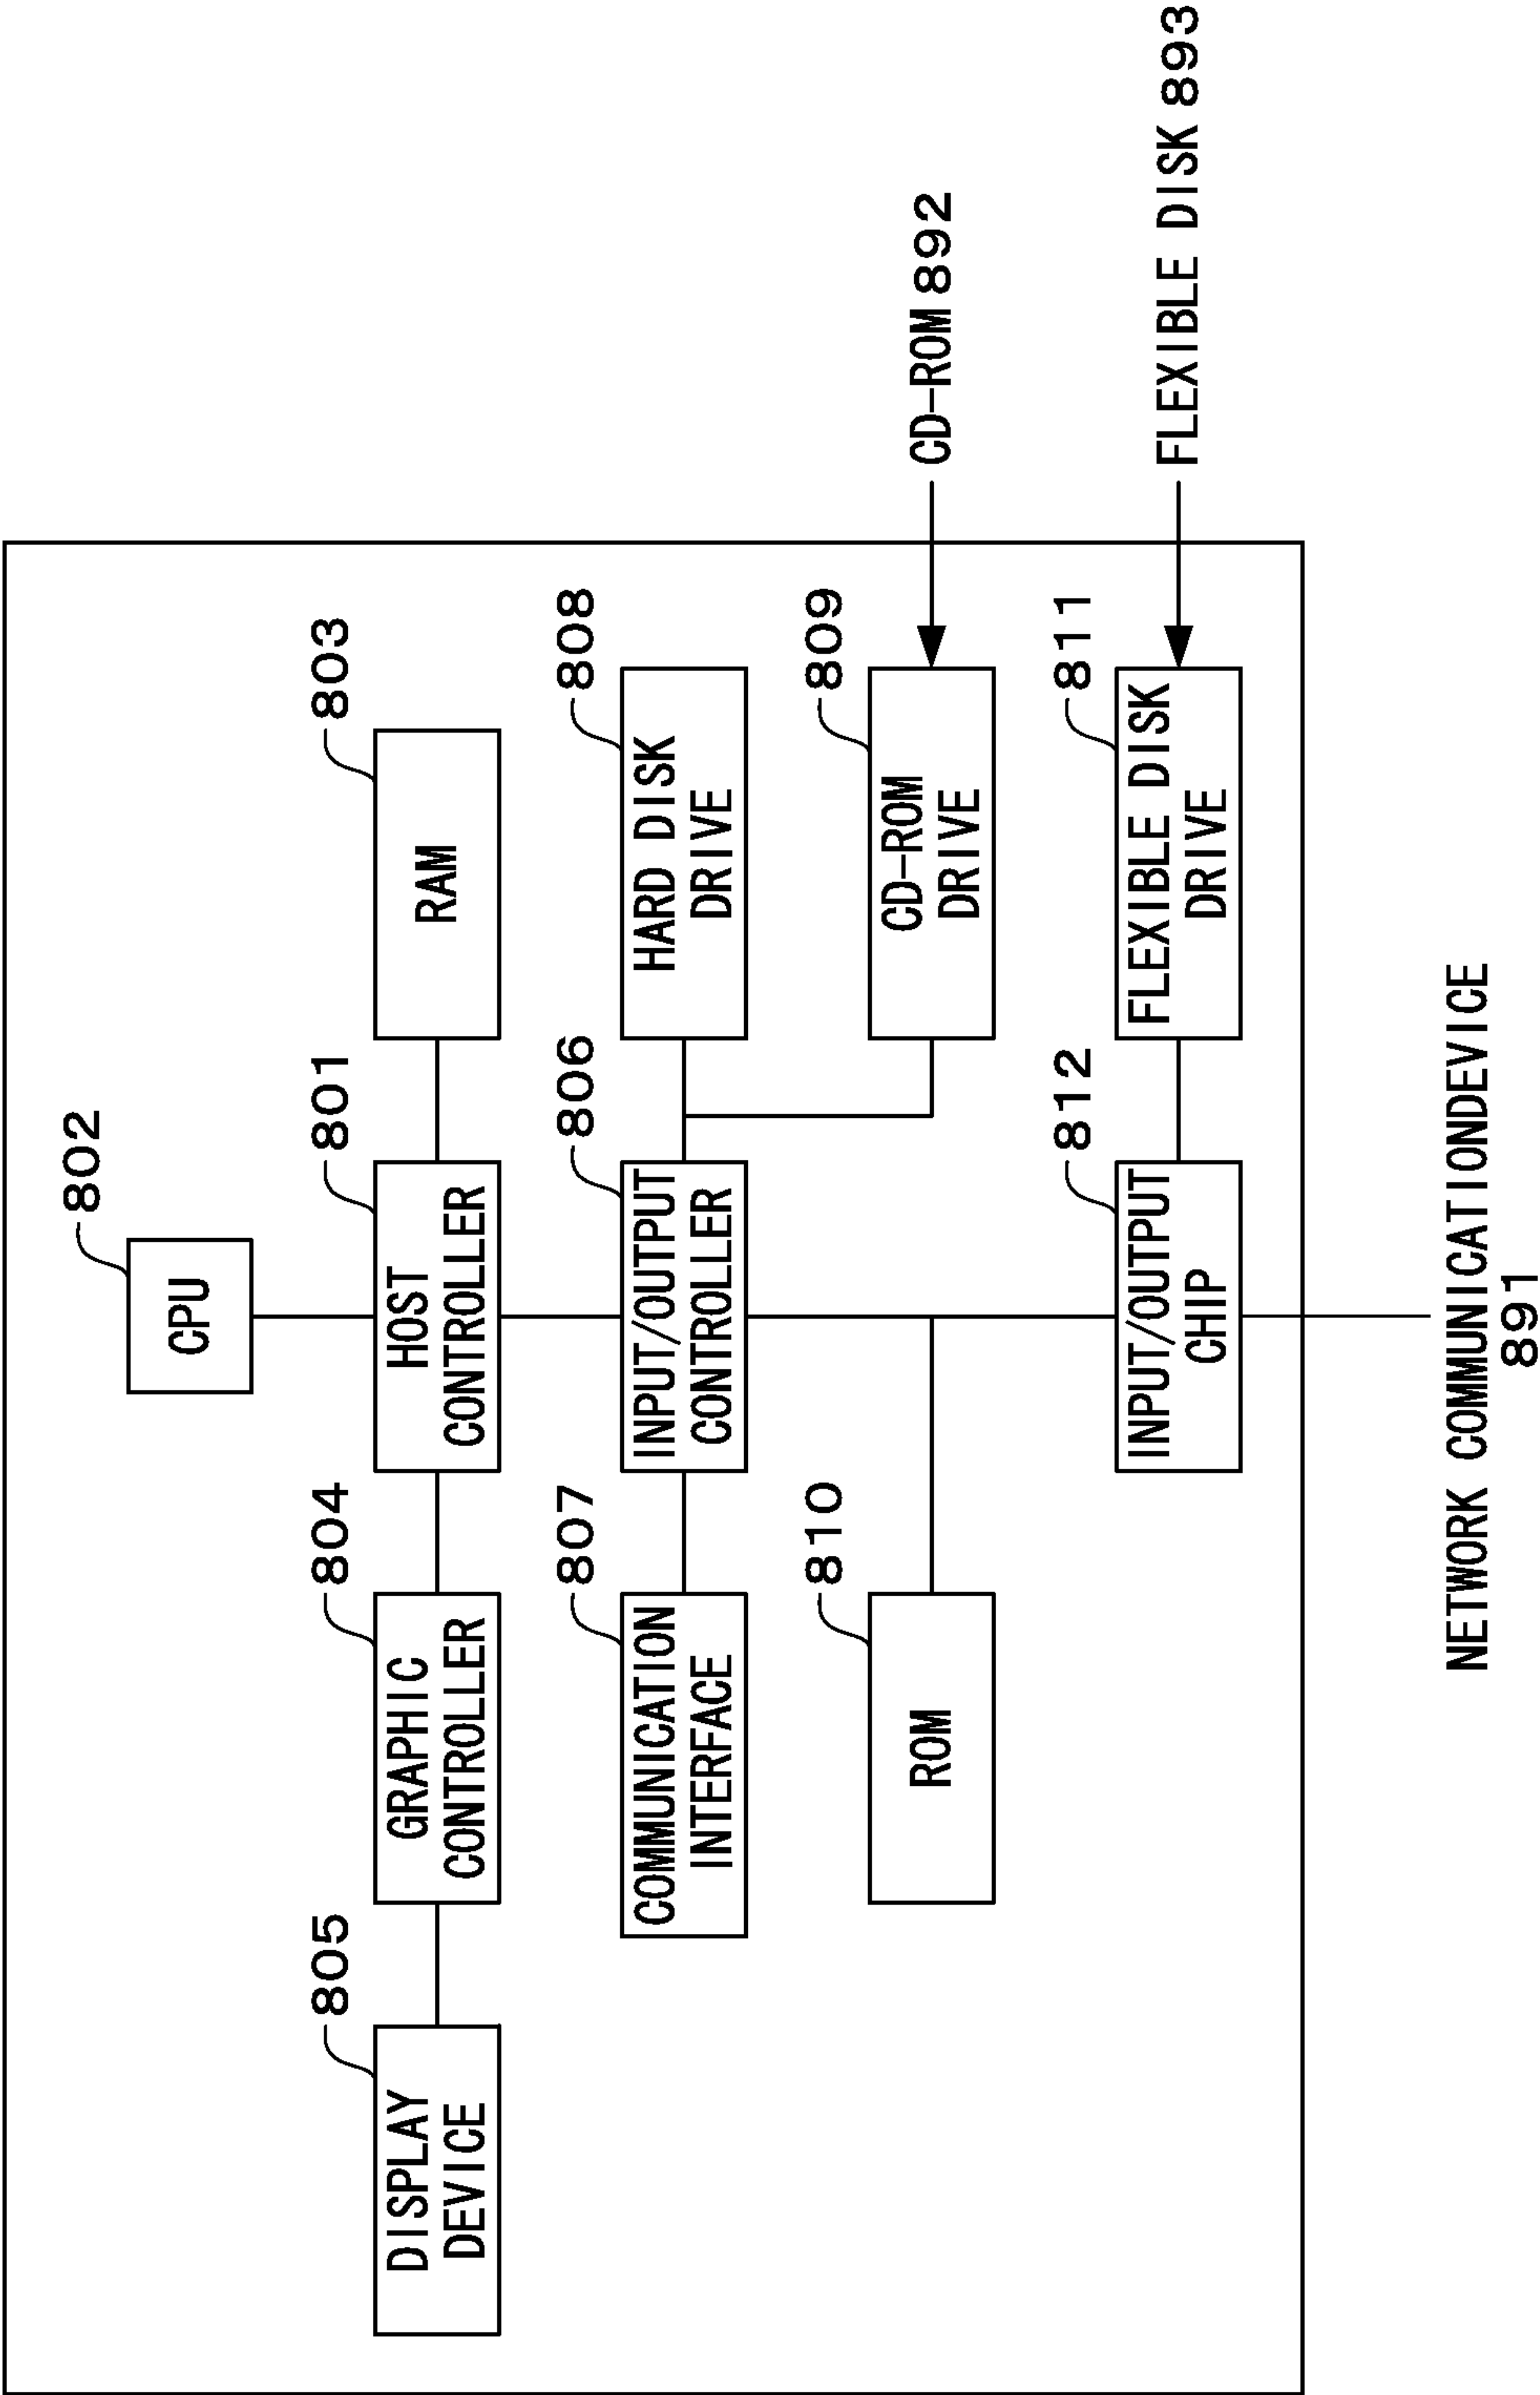 802
CPU
805
DISPLAY
DEVICE
804
GRAPHIC
CONTROLLER
801
HOST
CONTROLLER
803
RAM
807
COMMUNICATION
INTERFACE
806
INPUT/OUTPUT
CONTROLLER
808
HARD DISK
DRIVE
810
ROM
809
CD-ROM
DRIVE
CD-ROM 892
812
INPUT/OUTPUT
CHIP
811
FLEXIBLE DISK
DRIVE
FLEXIBLE DISK 893
NETWORK COMMUNICATIONDEVICE
891